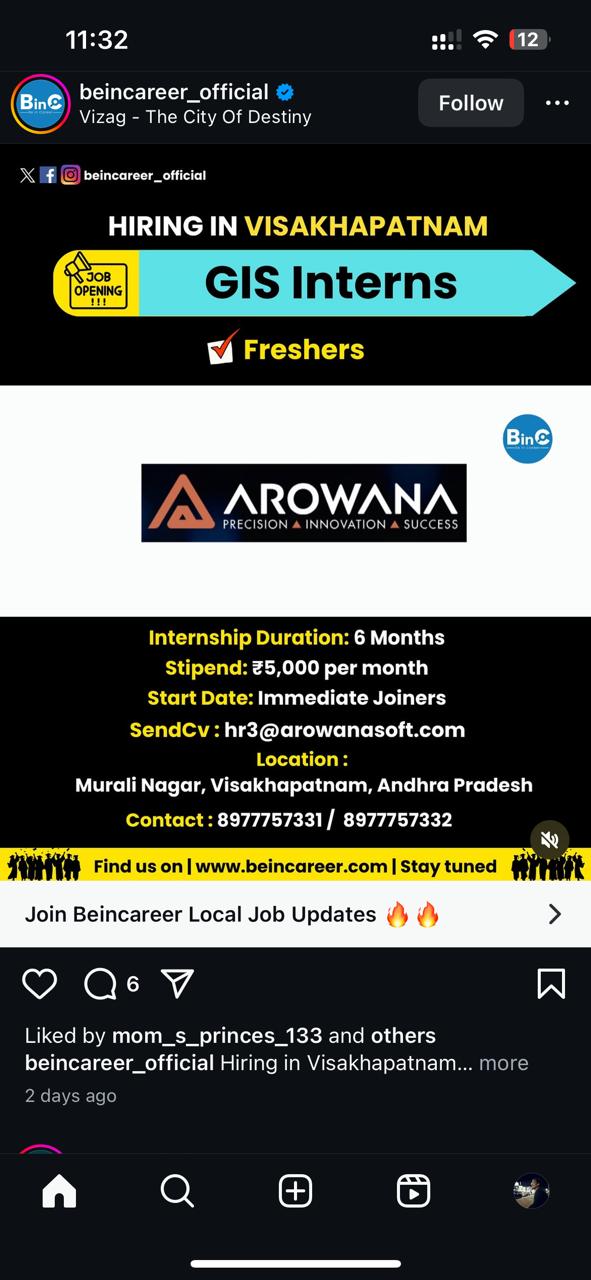 11:32
12
beincareer_official
Vizag - The City Of Destiny
Follow
beincareer_official
HIRING IN VISAKHAPATNAM
JOB
OPENING
!!!
GIS Interns
Freshers
BinC
AROWANA
PRECISION ▲ INNOVATION ▲ SUCCESS
Internship Duration: 6 Months
Stipend: ₹5,000 per month
Start Date: Immediate Joiners
SendCv : hr3@arowanasoft.com
Location :
Murali Nagar, Visakhapatnam, Andhra Pradesh
Contact : 8977757331 / 8977757332
Find us on | www.beincareer.com | Stay tuned
Join Beincareer Local Job Updates 🔥 🔥
6
Liked by mom_s_princes_133 and others
beincareer_official Hiring in Visakhapatnam... more
2 days ago